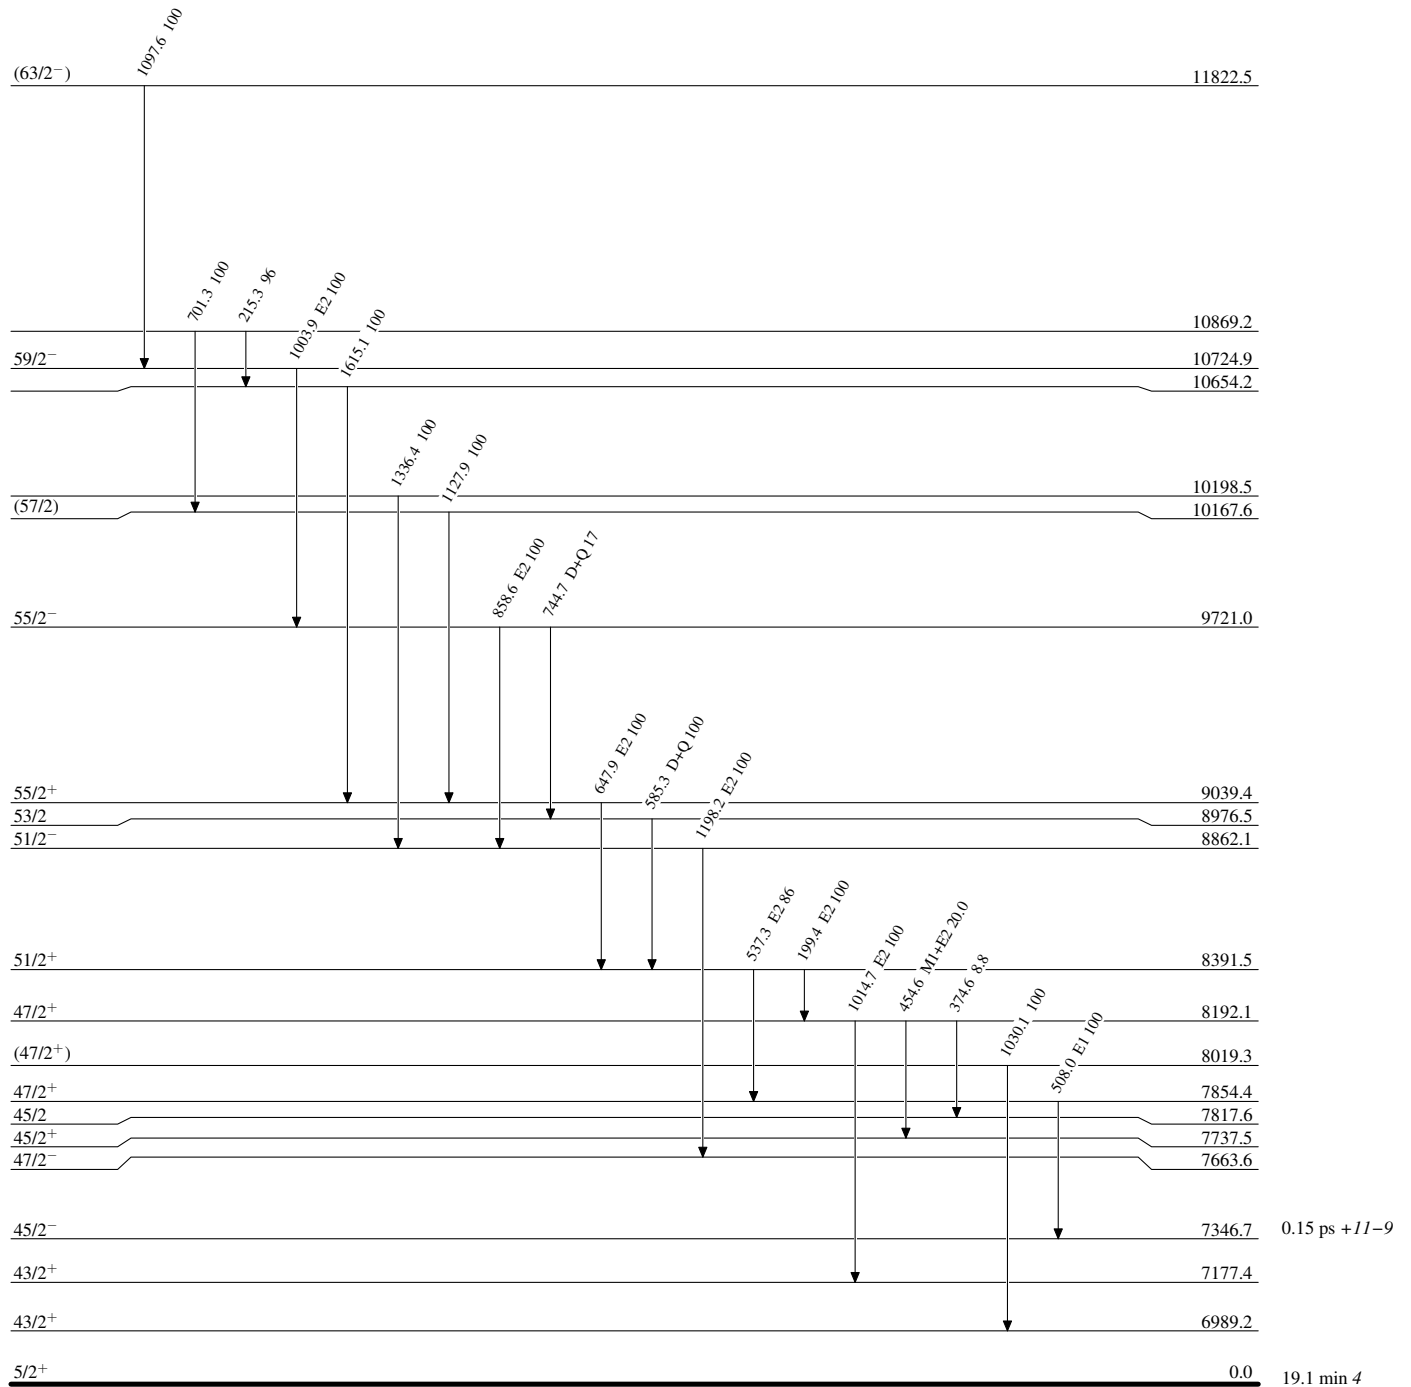 1097.6 100
(63/2−) 11822.5
701.3 100
215.3 96
10869.2
1003.9 E2 100
59/2− 10724.9
1615.1 100
10654.2
1336.4 100
10198.5
1127.9 100
(57/2) 10167.6
858.6 E2 100
744.7 D+Q 17
55/2− 9721.0
647.9 E2 100
55/2+ 9039.4
585.3 D+Q 100
53/2 8976.5
1198.2 E2 100
51/2− 8862.1
537.3 E2 86
199.4 E2 100
51/2+ 8391.5
1014.7 E2 100
454.6 M1+E2 20.0
374.6 8.8
47/2+ 8192.1
1030.1 100
(47/2+) 8019.3
508.0 E1 100
47/2+ 7854.4
45/2 7817.6
45/2+ 7737.5
47/2− 7663.6
45/2− 7346.7 0.15 ps +11−9
43/2+ 7177.4
43/2+ 6989.2
5/2+ 0.0 19.1 min 4